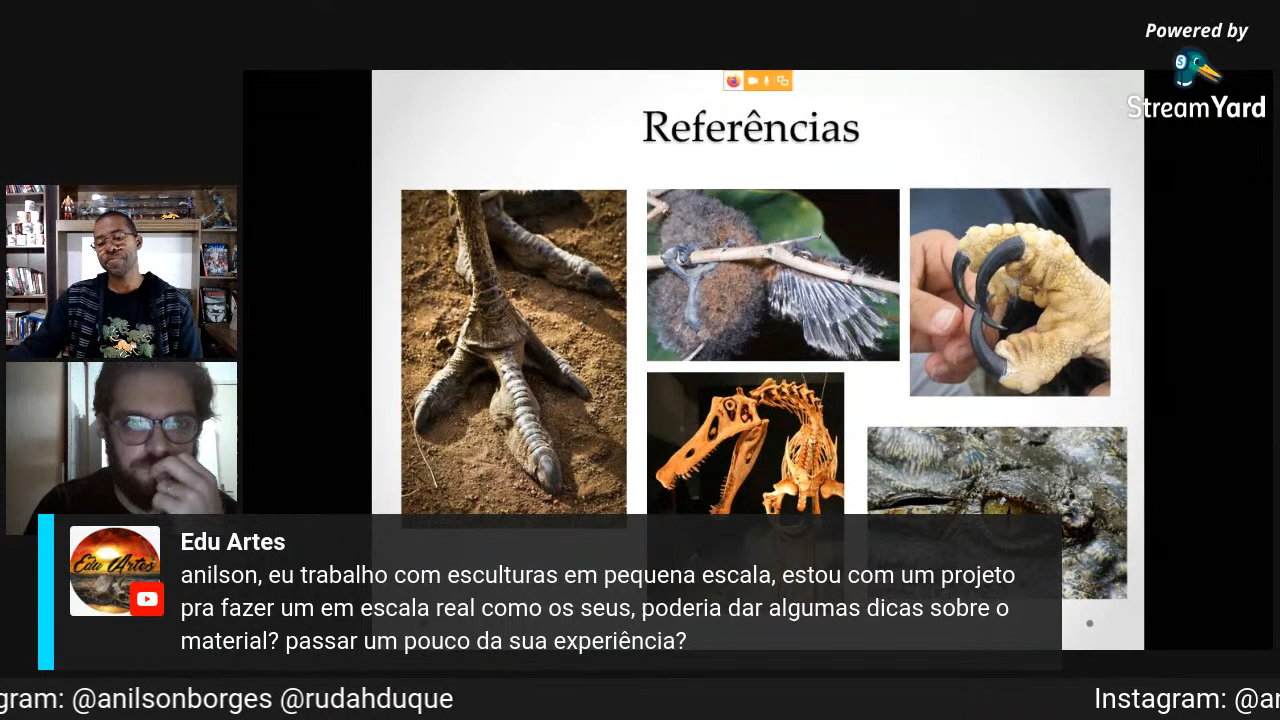 Powered by
StreamYard
Referências
Edu Artes
anilson, eu trabalho com esculturas em pequena escala, estou com um projeto
pra fazer um em escala real como os seus, poderia dar algumas dicas sobre o
material? passar um pouco da sua experiência?
gram: @anilsonborges @rudahduque
Instagram: @an